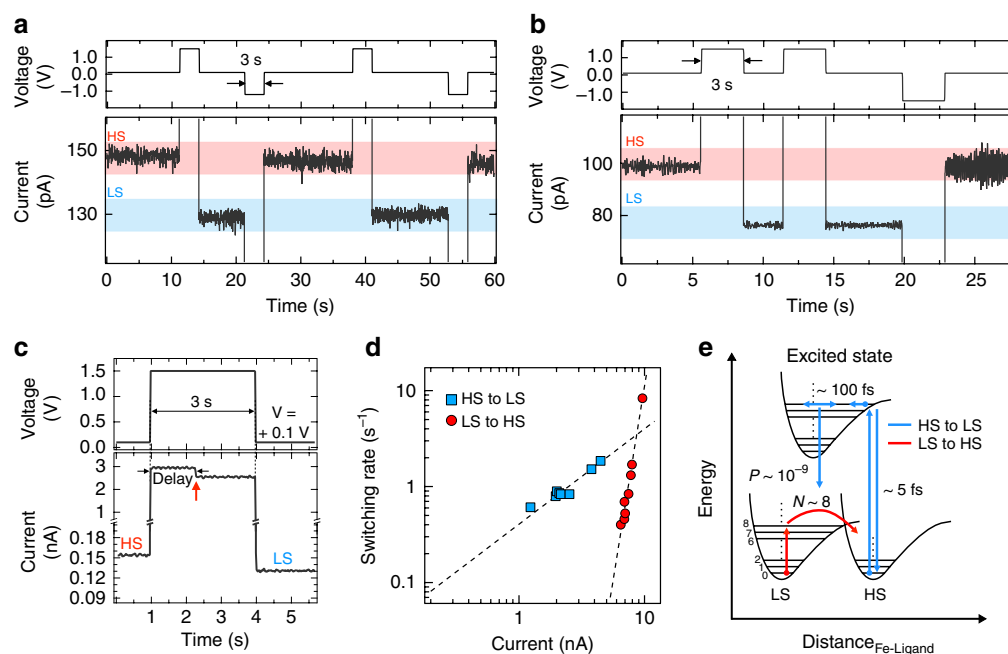 a
Voltage
(V)
1.0
0.0
−1.0
3 s
Current
(pA)
150
130
HS
LS
0 10 20 30 40 50 60
Time (s)
b
Voltage
(V)
1.0
0.0
−1.0
3 s
Current
(pA)
100
80
HS
LS
0 5 10 15 20 25
Time (s)
c
Voltage
(V)
1.5
1.0
0.5
0.0
3 s
V =
+ 0.1 V
Current
(nA)
3
2
1
0.18
0.15
0.12
0.09
Delay
HS
LS
1 2 3 4 5
Time (s)
d
Switching rate (s⁻¹)
10
1
0.1
HS to LS
LS to HS
1 10
Current (nA)
e
Excited state
~ 100 fs
HS to LS
LS to HS
P ~ 10⁻⁹
N ~ 8
~ 5 fs
Energy
8
7
6
2
1
0
LS
HS
Distance_Fe-Ligand